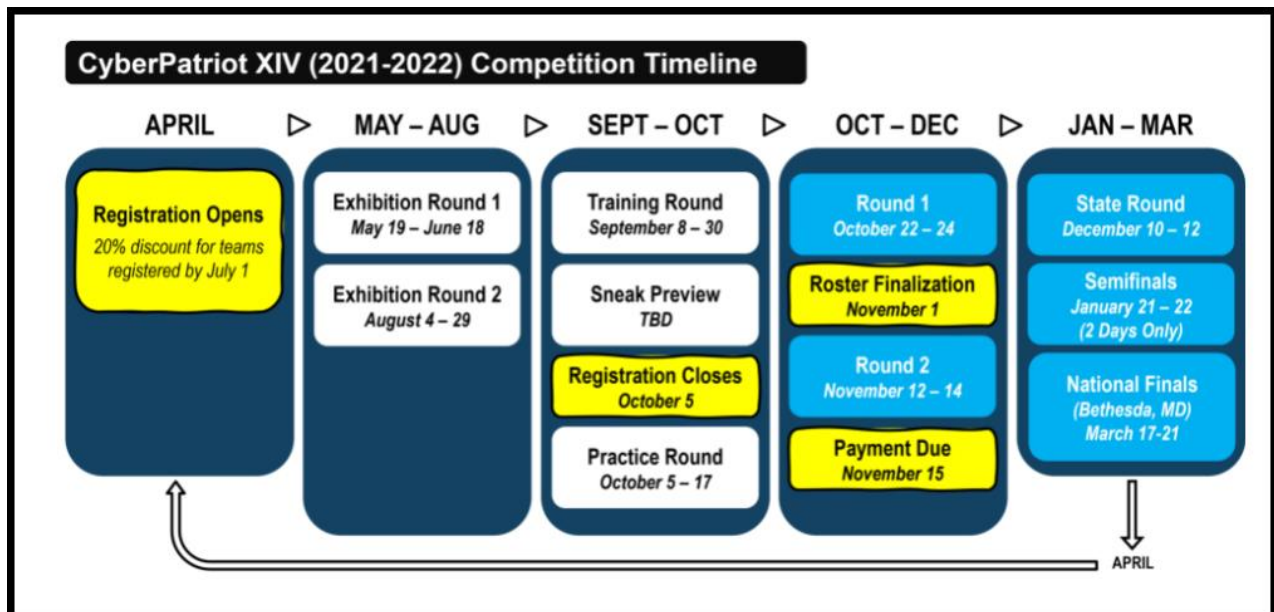 CyberPatriot XIV (2021-2022) Competition Timeline
APRIL
Registration Opens
20% discount for teams
registered by July 1
MAY – AUG
Exhibition Round 1
May 19 – June 18
Exhibition Round 2
August 4 – 29
SEPT – OCT
Training Round
September 8 – 30
Sneak Preview
TBD
Registration Closes
October 5
Practice Round
October 5 – 17
OCT – DEC
Round 1
October 22 – 24
Roster Finalization
November 1
Round 2
November 12 – 14
Payment Due
November 15
JAN – MAR
State Round
December 10 – 12
Semifinals
January 21 – 22
(2 Days Only)
National Finals
(Bethesda, MD)
March 17-21
APRIL